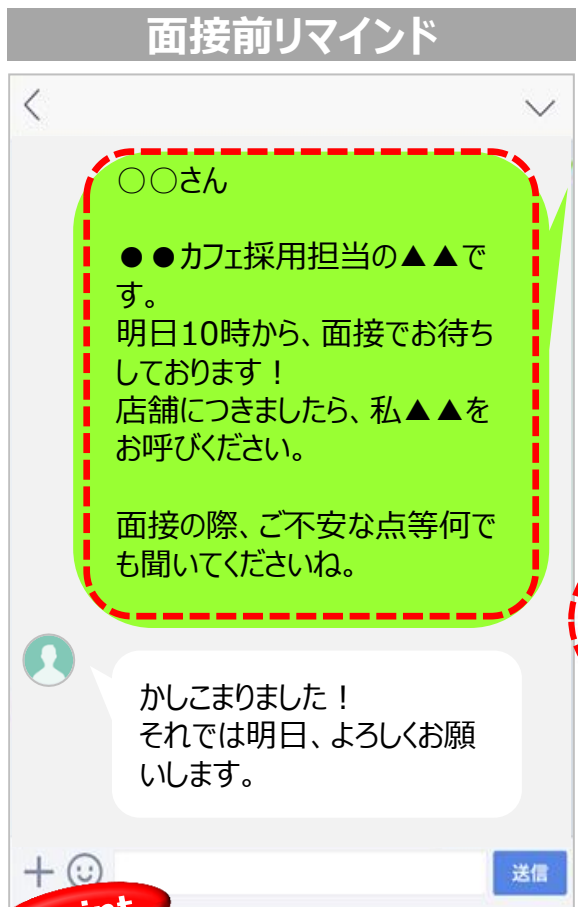 面接前リマインド
○○さん
●●カフェ採用担当の▲▲で
す。
明日10時から、面接でお待ち
しております！
店舗につきましたら、私▲▲を
お呼びください。
面接の際、ご不安な点等何で
も聞いてくださいね。
かしこまりました！
それでは明日、よろしくお願
いします。
送信